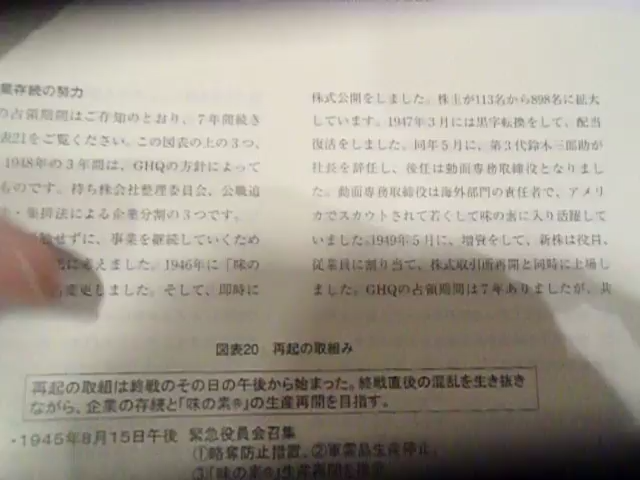 業存続の努力
の占領期間はご存知のとおり、7年間続き
表21をご覧ください。この図表の上の3つ、
1948年の3年間は、GHQの方針によって
ものです。持ち株会社整理委員会、公職追
・集排法による企業分割の3つです。
せずに、事業を継続していくため
考えました。1946年に「味の
変更しました。そして、即時に
株式公開をしました。株主が113名から898名に拡大
しています。1947年3月には黒字転換をして、配当
復活をしました。同年5月に、第3代鈴木三郎助が
社長を辞任し、後任は動面専務取締役となりまし
た。動面専務取締役は海外部門の責任者で、アメリ
カでスカウトされて若くして味の素に入り活躍して
いました。1949年5月に、増資をして、新株は役員、
従業員に割り当て、株式取引所再開と同時に上場し
ました。GHQの占領期間は7年ありましたが、其
図表20 再起の取組み
再起の取組は終戦のその日の午後から始まった。終戦直後の混乱を生き抜き
ながら、企業の存続と「味の素®」の生産再開を目指す。
・1945年8月15日午後 緊急役員会召集
①略奪防止措置、②軍需品生産停止、
③「味の素®」生産再開を